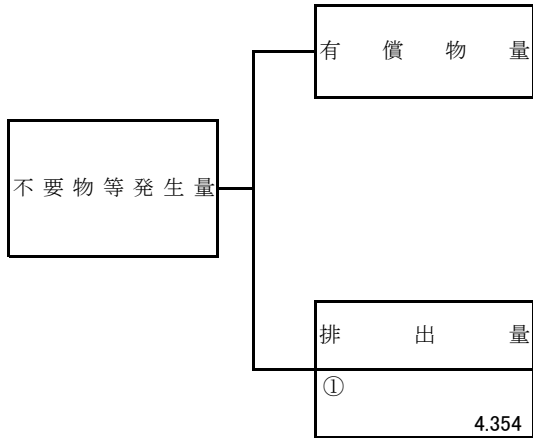 有償物量
不要物等発生量
排出量
①
4.354